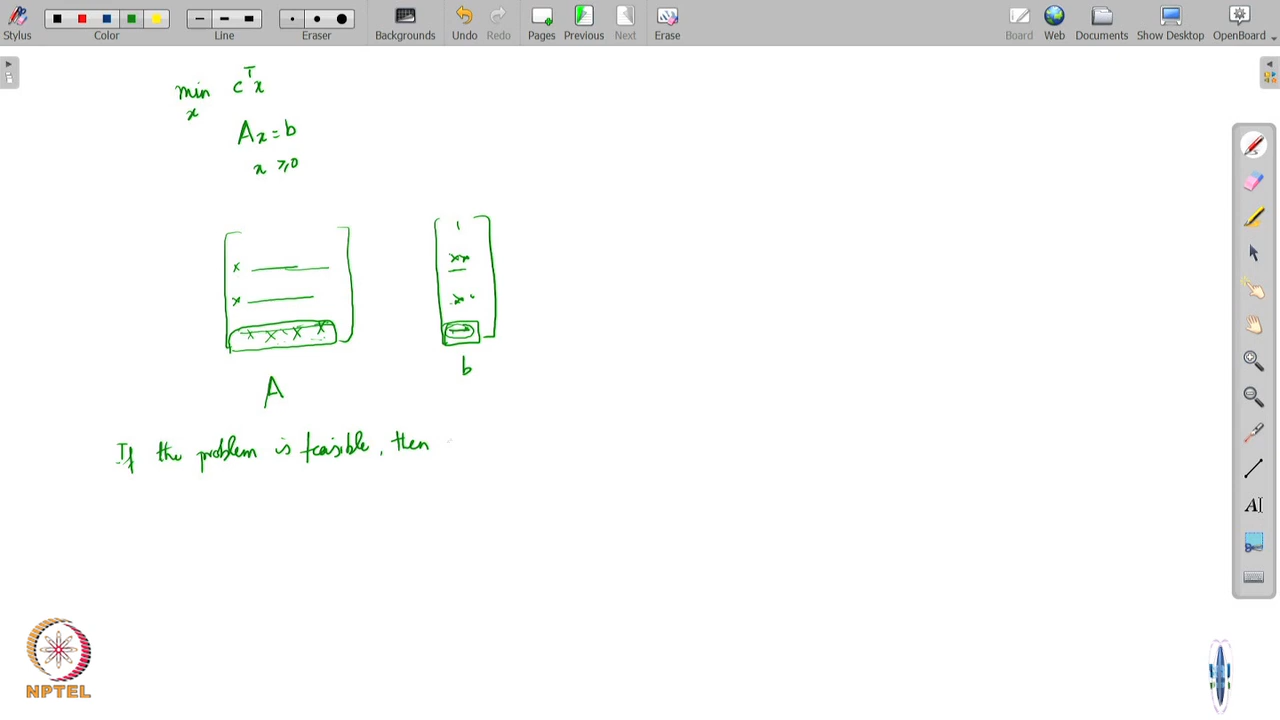 Stylus
Color
Line
Eraser
Backgrounds
Undo
Redo
Pages
Previous
Next
Erase
Board
Web
Documents
Show Desktop
OpenBoard
min cᵀx
x
Ax = b
x ≥ 0
A
b
If the problem is feasible, then
NPTEL